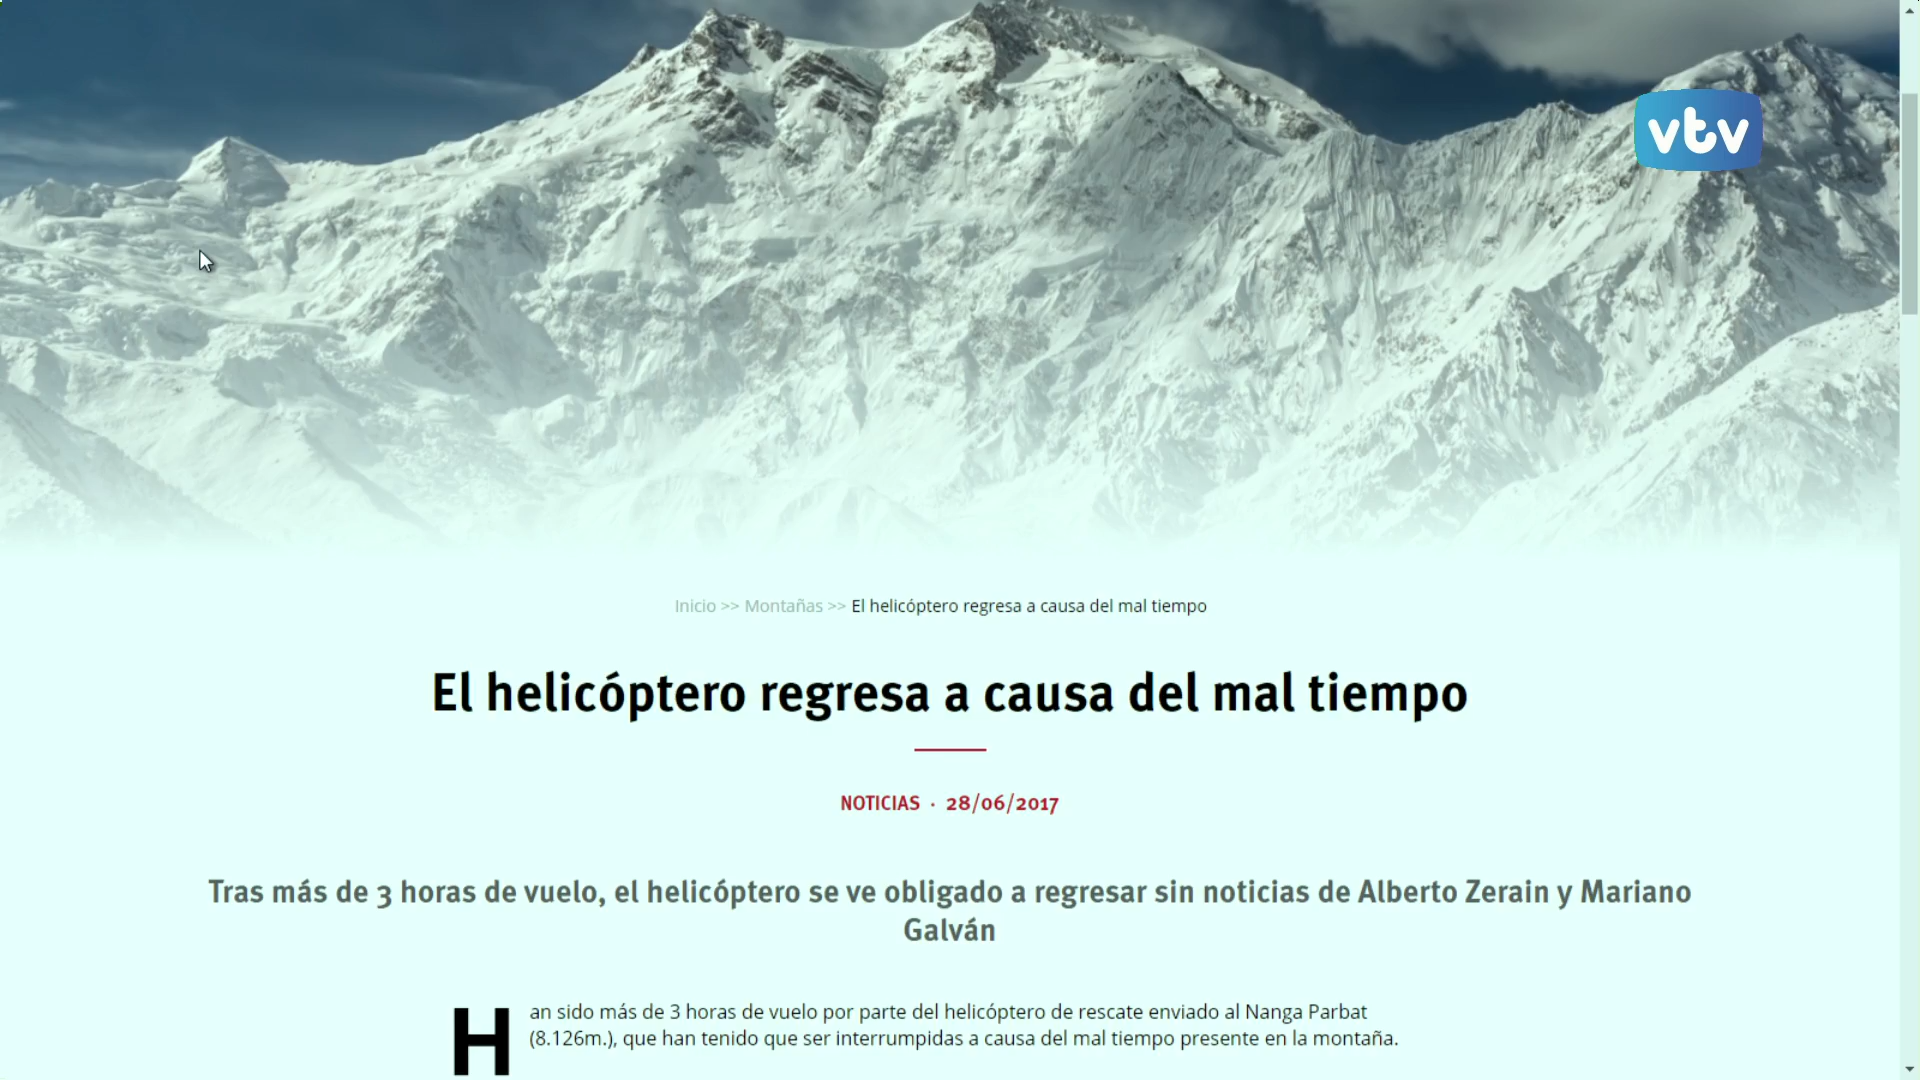 vtv
Inicio >> Montañas >> El helicóptero regresa a causa del mal tiempo
El helicóptero regresa a causa del mal tiempo
NOTICIAS · 28/06/2017
Tras más de 3 horas de vuelo, el helicóptero se ve obligado a regresar sin noticias de Alberto Zerain y Mariano
Galván
Han sido más de 3 horas de vuelo por parte del helicóptero de rescate enviado al Nanga Parbat
(8.126m.), que han tenido que ser interrumpidas a causa del mal tiempo presente en la montaña.